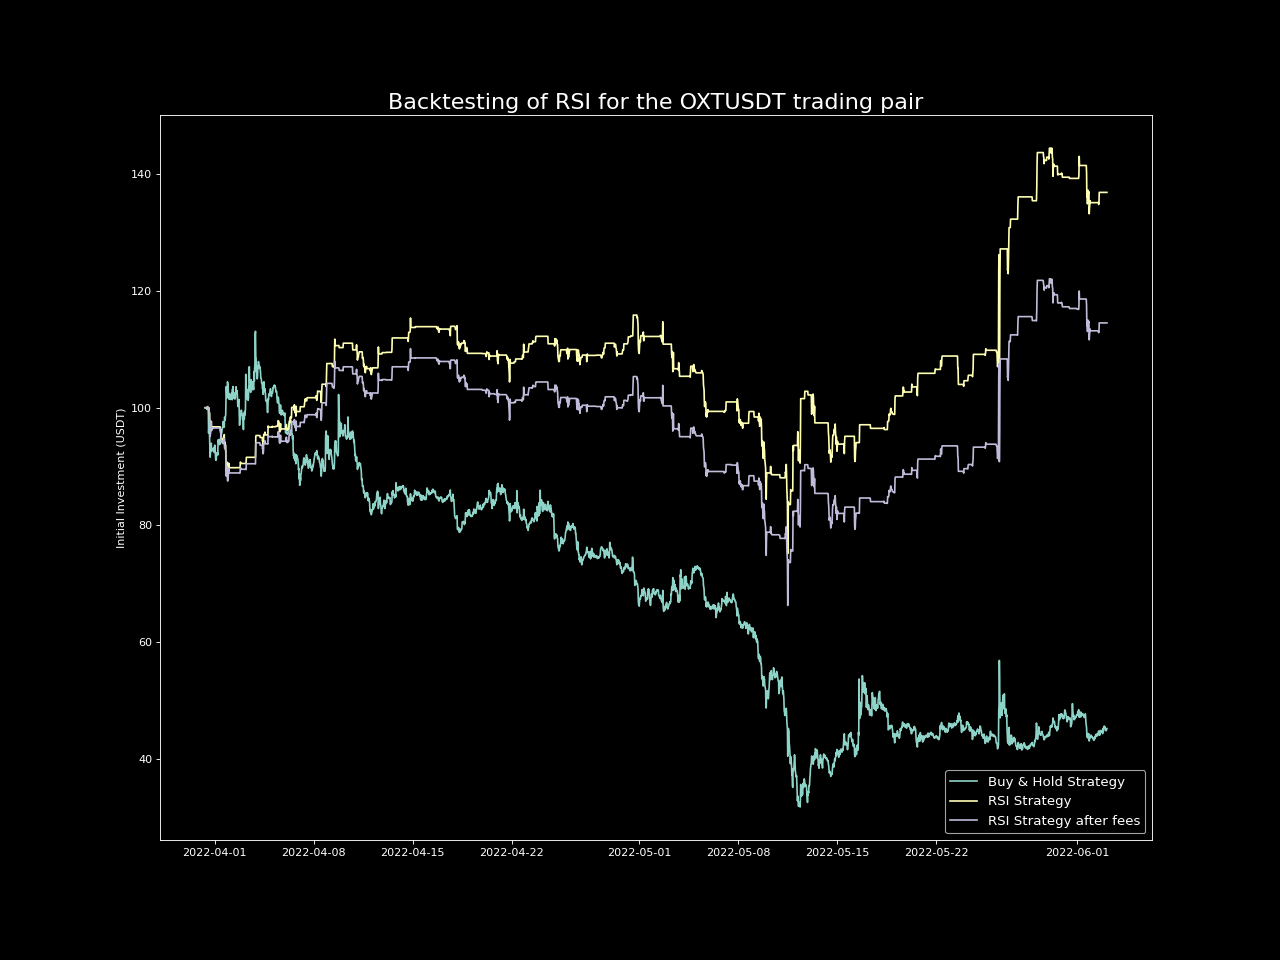 Backtesting of RSI for the OXTUSDT trading pair
Initial Investment (USDT)
140
120
100
80
60
40
2022-04-01 2022-04-08 2022-04-15 2022-04-22 2022-05-01 2022-05-08 2022-05-15 2022-05-22 2022-06-01
Buy & Hold Strategy
RSI Strategy
RSI Strategy after fees